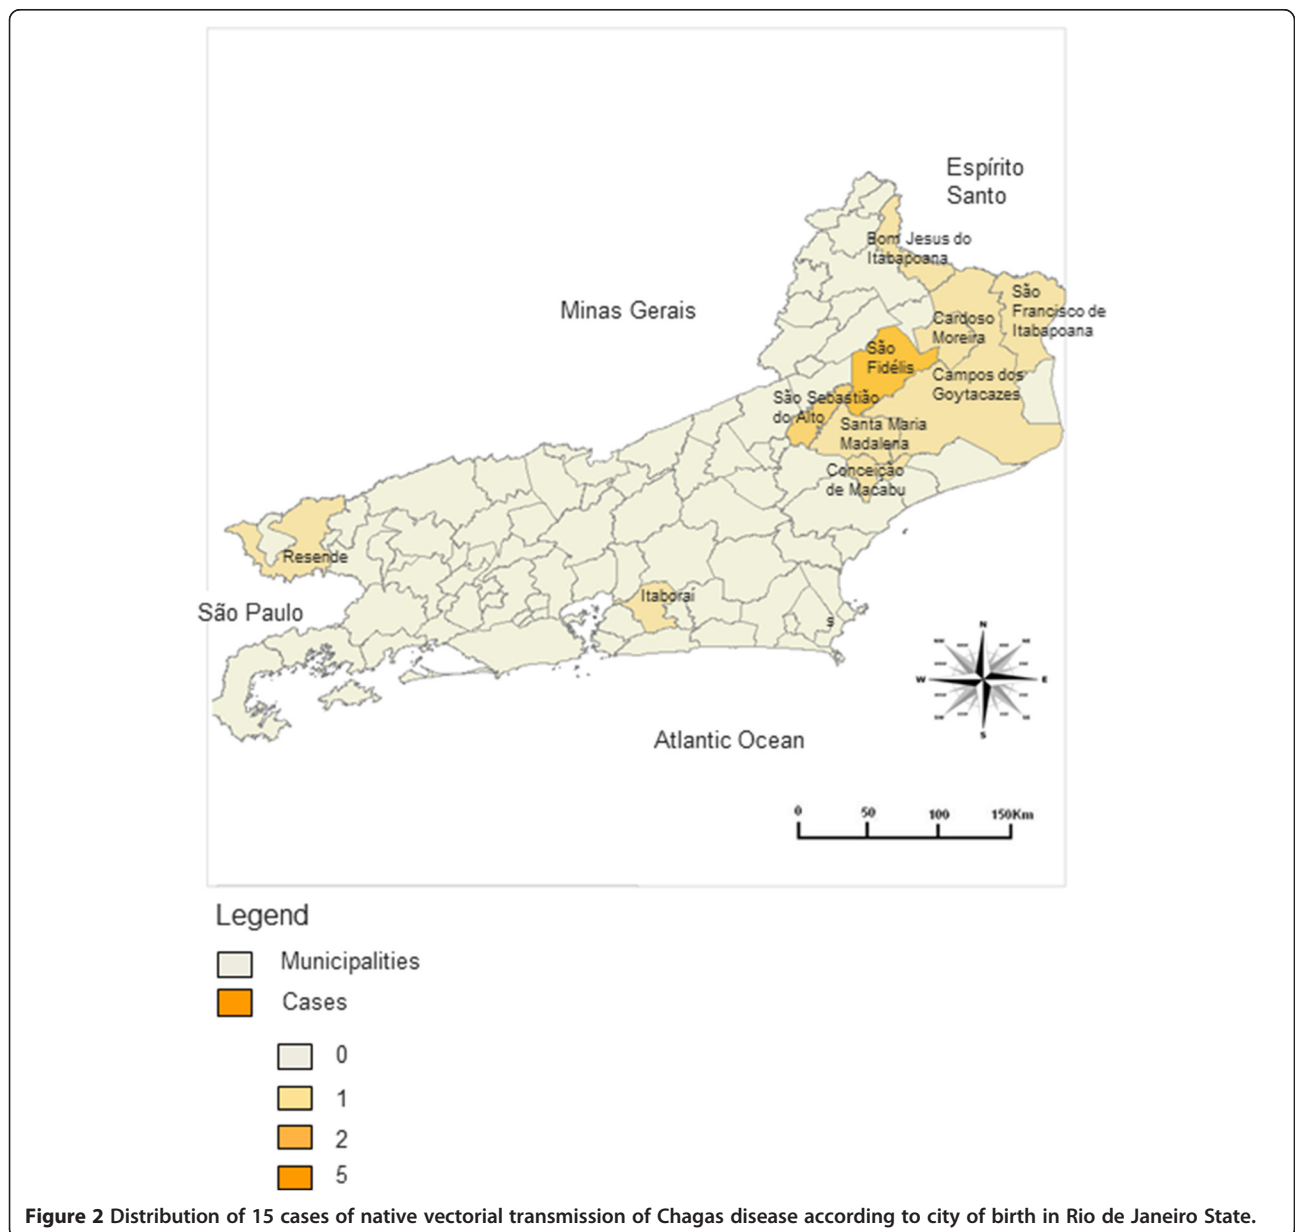 Espírito
Santo
Bom Jesus do
Itabapoana
Minas Gerais
São
Francisco de
Itabapoana
Cardoso
Moreira
São
Fidélis
Campos dos
Goytacazes
São Sebastião
do Alto
Santa Maria
Madalena
Conceição
de Macabu
Resende
Itaboraí
São Paulo
s
N
W
E
S
Atlantic Ocean
0 50 100 150Km
Legend
Municipalities
Cases
0
1
2
5
Figure 2 Distribution of 15 cases of native vectorial transmission of Chagas disease according to city of birth in Rio de Janeiro State.